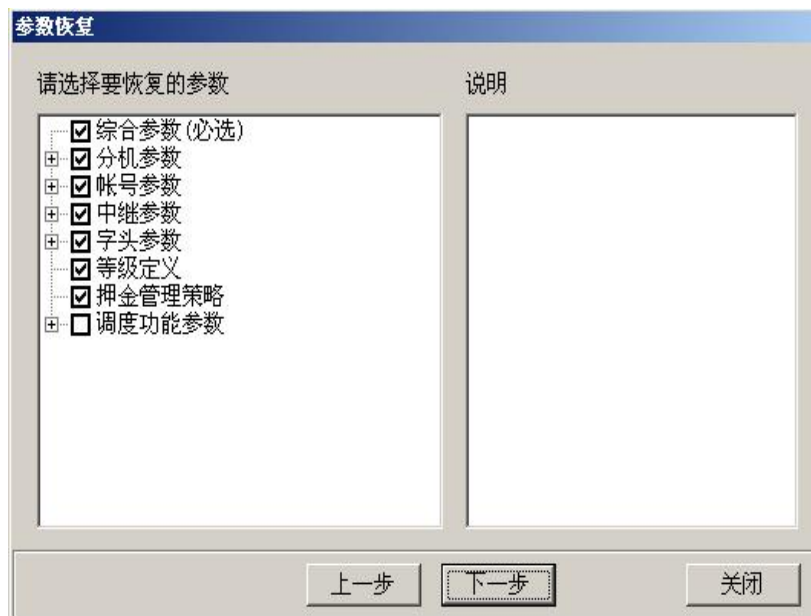 参数恢复
请选择要恢复的参数
说明
综合参数(必选)
分机参数
帐号参数
中继参数
字头参数
等级定义
押金管理策略
调度功能参数
上一步
下一步
关闭